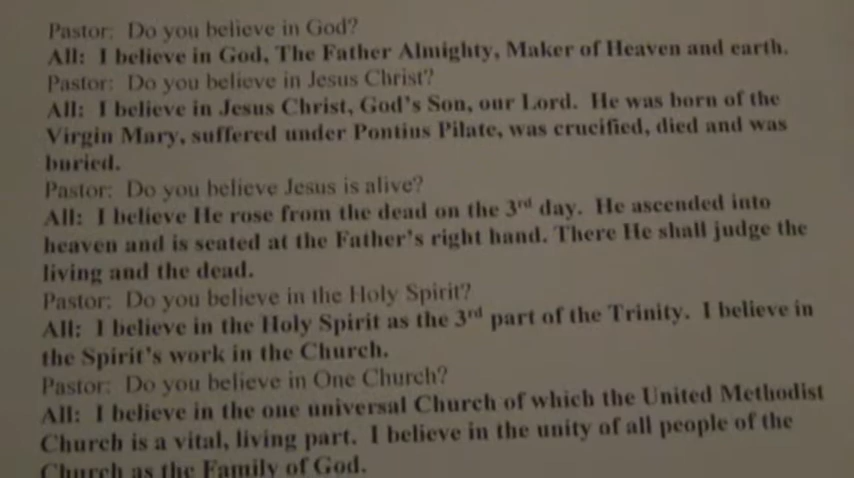 Pastor: Do you believe in God?
All: I believe in God, The Father Almighty, Maker of Heaven and earth.
Pastor: Do you believe in Jesus Christ?
All: I believe in Jesus Christ, God's Son, our Lord. He was born of the
Virgin Mary, suffered under Pontius Pilate, was crucified, died and was
buried.
Pastor: Do you believe Jesus is alive?
All: I believe He rose from the dead on the 3rd day. He ascended into
heaven and is seated at the Father's right hand. There He shall judge the
living and the dead.
Pastor: Do you believe in the Holy Spirit?
All: I believe in the Holy Spirit as the 3rd part of the Trinity. I believe in
the Spirit's work in the Church.
Pastor: Do you believe in One Church?
All: I believe in the one universal Church of which the United Methodist
Church is a vital, living part. I believe in the unity of all people of the
Church as the Family of God.